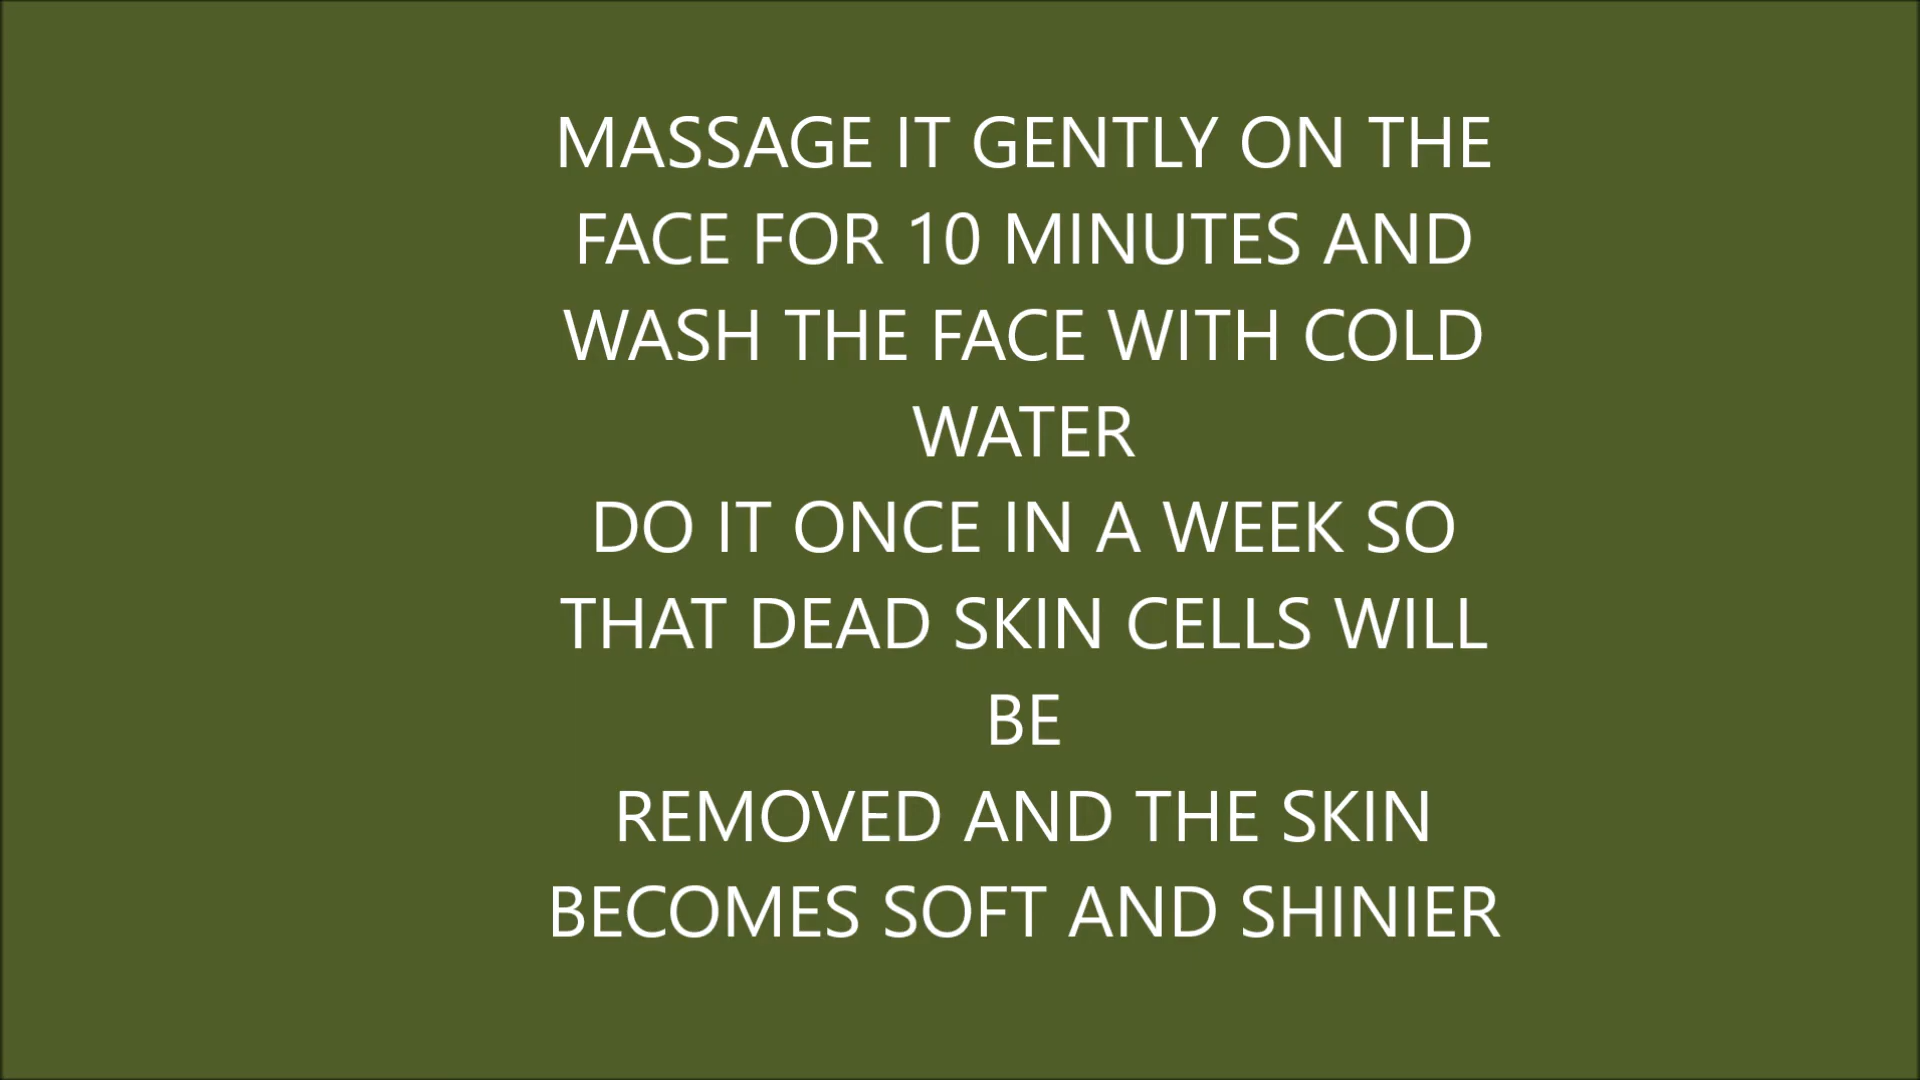 MASSAGE IT GENTLY ON THE
FACE FOR 10 MINUTES AND
WASH THE FACE WITH COLD
WATER
DO IT ONCE IN A WEEK SO
THAT DEAD SKIN CELLS WILL
BE
REMOVED AND THE SKIN
BECOMES SOFT AND SHINIER